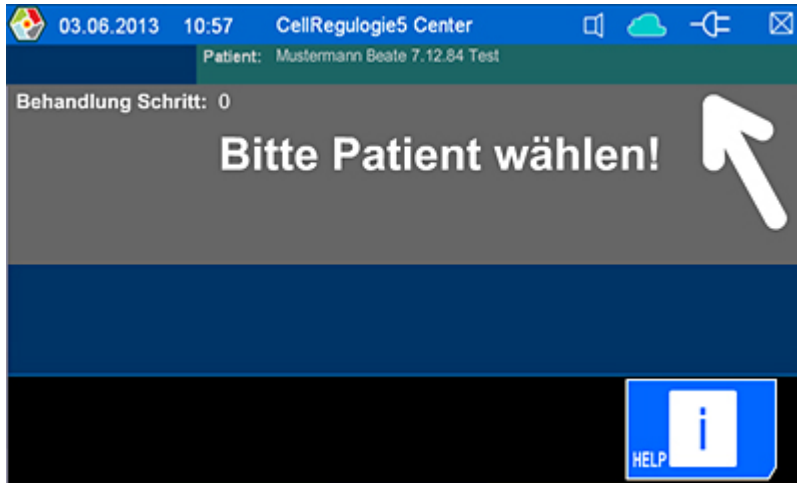 03.06.2013 10:57 CellRegulogie5 Center
Patient: Mustermann Beate 7.12.84 Test
Behandlung Schritt: 0
Bitte Patient wählen!
HELP i